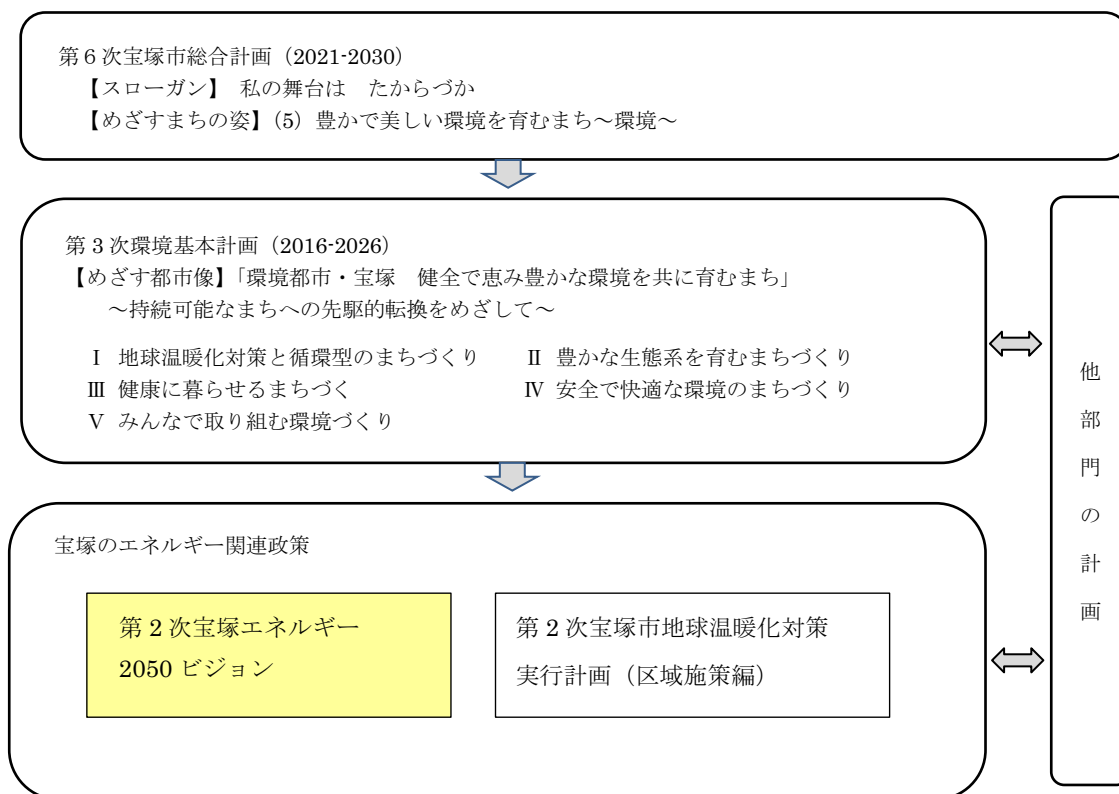 第６次宝塚市総合計画（2021-2030）
【スローガン】 私の舞台は　たからづか
【めざすまちの姿】（5）豊かで美しい環境を育むまち～環境～
第 3 次環境基本計画（2016-2026）
【めざす都市像】「環境都市・宝塚　健全で恵み豊かな環境を共に育むまち」
～持続可能なまちへの先駆的転換をめざして～
Ⅰ 地球温暖化対策と循環型のまちづくり
Ⅱ 豊かな生態系を育むまちづくり
Ⅲ 健康に暮らせるまちづく
Ⅳ 安全で快適な環境のまちづくり
Ⅴ みんなで取り組む環境づくり
宝塚のエネルギー関連政策
第 2 次宝塚エネルギー
2050 ビジョン
第 2 次宝塚市地球温暖化対策
実行計画（区域施策編）
他部門の計画